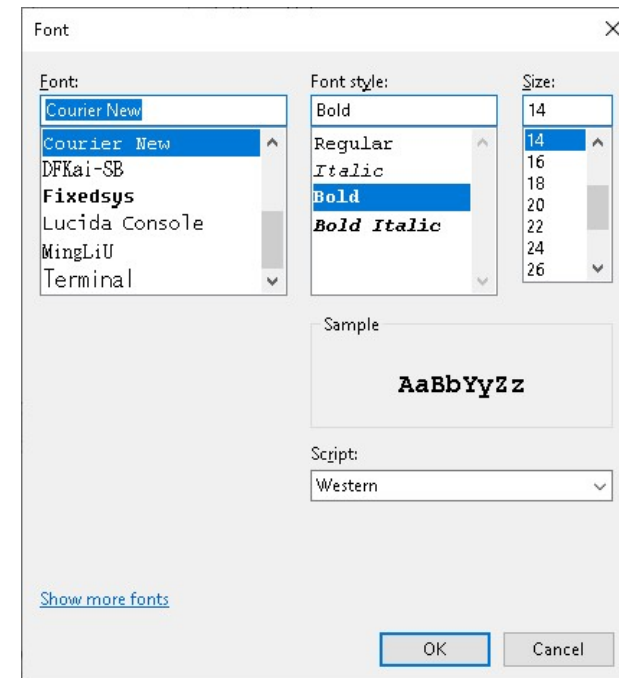 Font
Font:
Courier New
Courier New
DFKai-SB
Fixedsys
Lucida Console
MingLiU
Terminal
Font style:
Bold
Regular
Italic
Bold
Bold Italic
Size:
14
14
16
18
20
22
24
26
Sample
AaBbYyZz
Script:
Western
Show more fonts
OK
Cancel